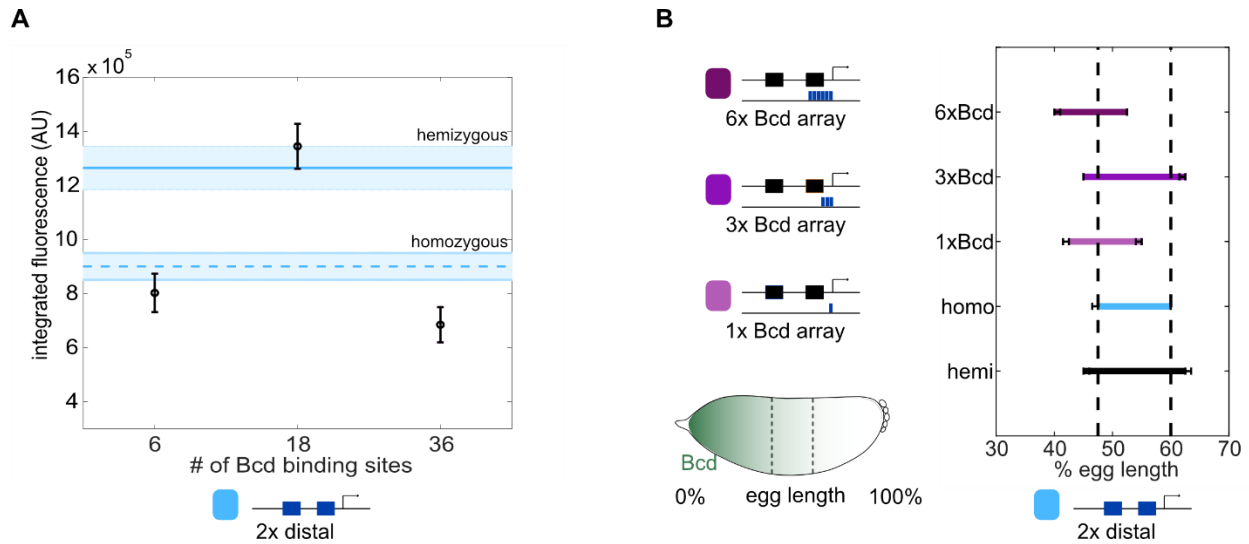 A
× 10⁵
16
14
12
10
8
6
4
integrated fluorescence (AU)
hemizygous
homozygous
6 18 36
# of Bcd binding sites
2x distal
B
6x Bcd array
3x Bcd array
1x Bcd array
Bcd
0% egg length 100%
6xBcd
3xBcd
1xBcd
homo
hemi
30 40 50 60 70
% egg length
2x distal